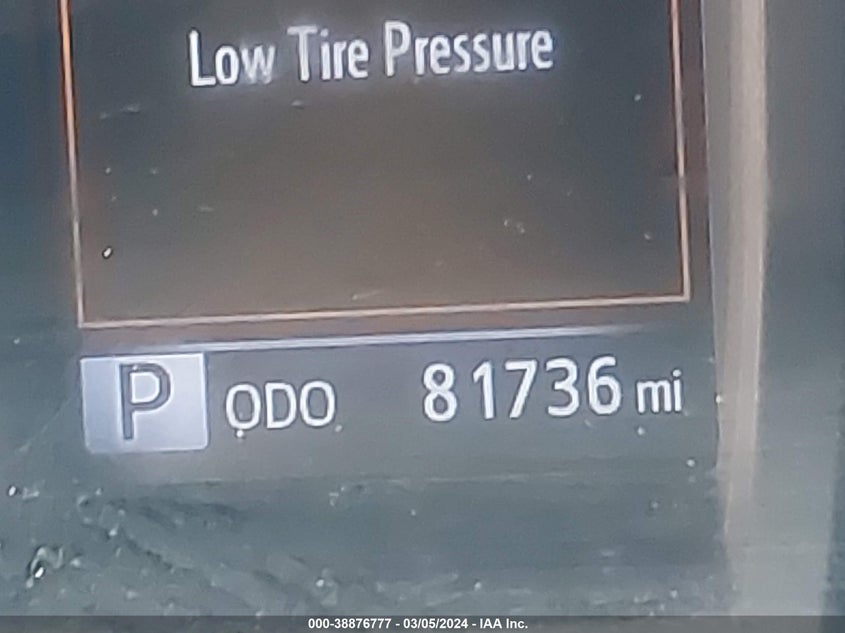 Low Tire Pressure
P ODO 81736 mi
000-38876777 - 03/05/2024 - IAA Inc.